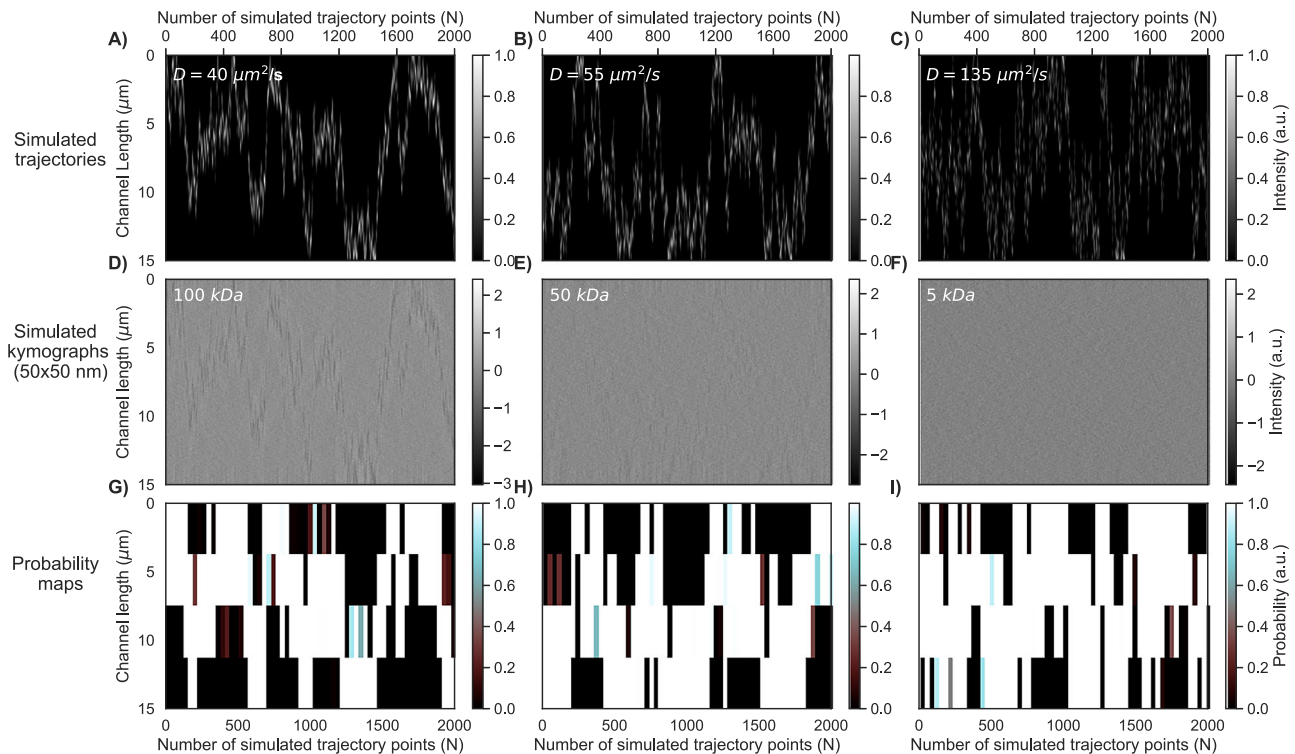 Number of simulated trajectory points (N) Number of simulated trajectory points (N) Number of simulated trajectory points (N)
A) 0 400 800 1200 1600 2000 B) 0 400 800 1200 1600 2000 C) 0 400 800 1200 1600 2000
D = 40 μm²/s
D = 55 μm²/s
D = 135 μm²/s
Simulated
trajectories
Channel Length (μm)
0
5
10
15
0.8
0.6
0.4
0.2
0.0
0.8
0.6
0.4
0.2
0.0
1.0
0.8
0.6
0.4
0.2
0.0
Intensity (a.u.)
D) E) F)
100 kDa
50 kDa
5 kDa
Simulated
kymographs
(50x50 nm)
Channel length (μm)
0
5
10
15
2
1
0
−1
−2
−3
2
1
0
−1
−2
2
1
0
−1
−2
Intensity (a.u.)
G) H) I)
Probability
maps
Channel length (μm)
0
5
10
15
1.0
0.8
0.6
0.4
0.2
0.0
0.8
0.6
0.4
0.2
0.0
1.0
0.8
0.6
0.4
0.2
0.0
Probability (a.u.)
0 500 1000 1500 2000 0 500 1000 1500 2000 0 500 1000 1500 2000
Number of simulated trajectory points (N) Number of simulated trajectory points (N) Number of simulated trajectory points (N)